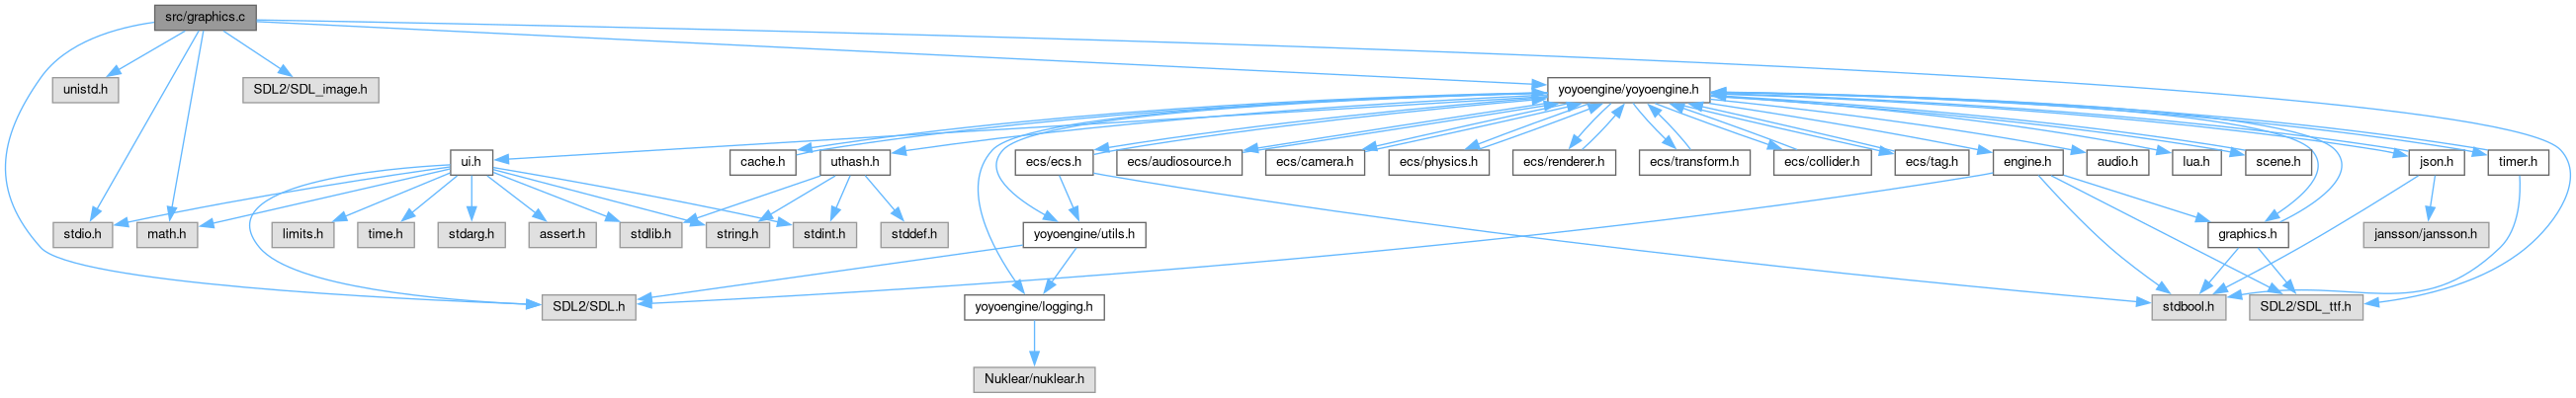 src/graphics.c
unistd.h
SDL2/SDL_image.h
yoyoengine/yoyoengine.h
ui.h
cache.h
uthash.h
ecs/ecs.h
ecs/audiosource.h
ecs/camera.h
ecs/physics.h
ecs/renderer.h
ecs/transform.h
ecs/collider.h
ecs/tag.h
engine.h
audio.h
lua.h
scene.h
json.h
timer.h
stdio.h
math.h
limits.h
time.h
stdarg.h
assert.h
stdlib.h
string.h
stdint.h
stddef.h
yoyoengine/utils.h
graphics.h
jansson/jansson.h
SDL2/SDL.h
yoyoengine/logging.h
stdbool.h
SDL2/SDL_ttf.h
Nuklear/nuklear.h